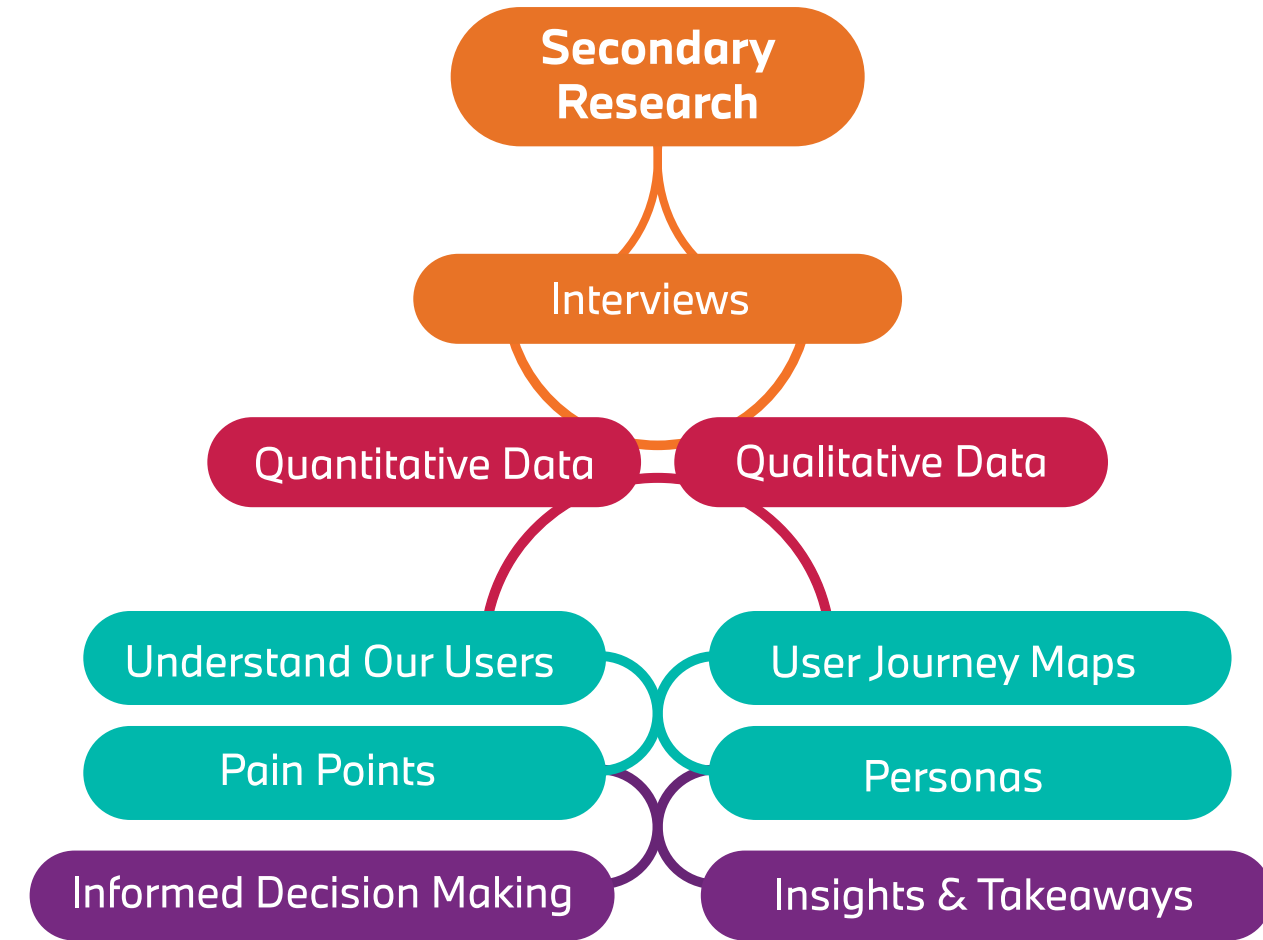 Secondary
Research
Interviews
Quantitative Data
Qualitative Data
Understand Our Users
User Journey Maps
Pain Points
Personas
Informed Decision Making
Insights & Takeaways